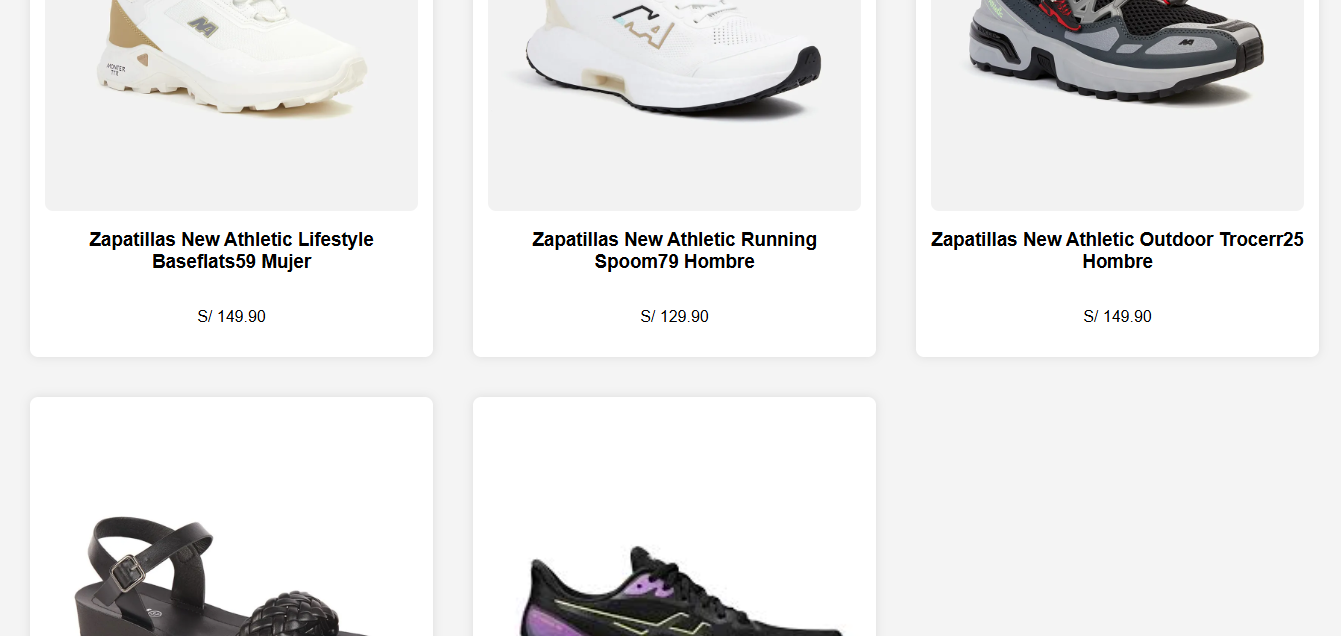 MONTER
Zapatillas New Athletic Lifestyle
Baseflats59 Mujer
S/ 149.90
Zapatillas New Athletic Running
Spoom79 Hombre
S/ 129.90
Zapatillas New Athletic Outdoor Trocerr25
Hombre
S/ 149.90